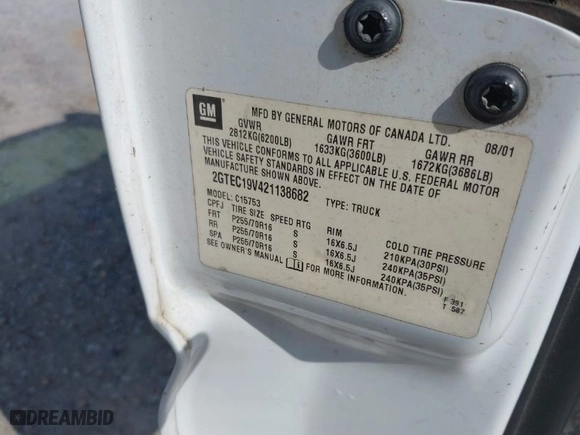 GM
MFD BY GENERAL MOTORS OF CANADA LTD. 08/01
GVWR GAWR FRT GAWR RR
2812KG(6200LB) 1633KG(3600LB) 1672KG(3686LB)
THIS VEHICLE CONFORMS TO ALL APPLICABLE U.S. FEDERAL MOTOR
VEHICLE SAFETY STANDARDS IN EFFECT ON THE DATE OF
MANUFACTURE SHOWN ABOVE.
2GTEC19V421138682 TYPE: TRUCK
MODEL: C15753
CPFJ TIRE SIZE SPEED RTG RIM COLD TIRE PRESSURE
FRT P255/70R16 S 16X6.5J 210KPA(30PSI)
RR P255/70R16 S 16X6.5J 240KPA(35PSI)
SPA P255/70R16 S 16X6.5J 240KPA(35PSI)
SEE OWNER'S MANUAL FOR MORE INFORMATION.
F 391
T 507
DREAMBID